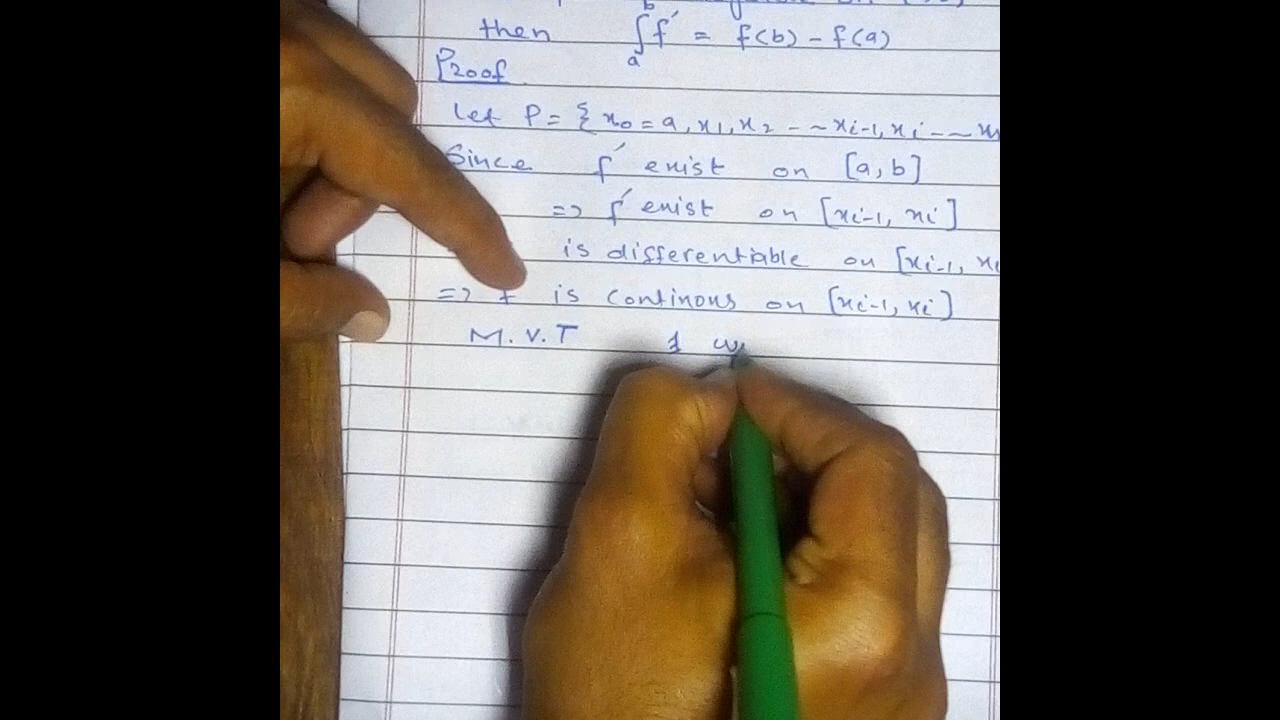 b
then ∫f′ = f(b) - f(a)
a
Proof
Let P = { x₀ = a, x₁, x₂ -- ~ xi-1, xi -- ~
Since f′ exist on [a, b]
=> f′ exist on [xi-1, xi]
is differentiable on [xi-1, xi
=> f is continous on [xi-1, xi]
M.V.T ∃